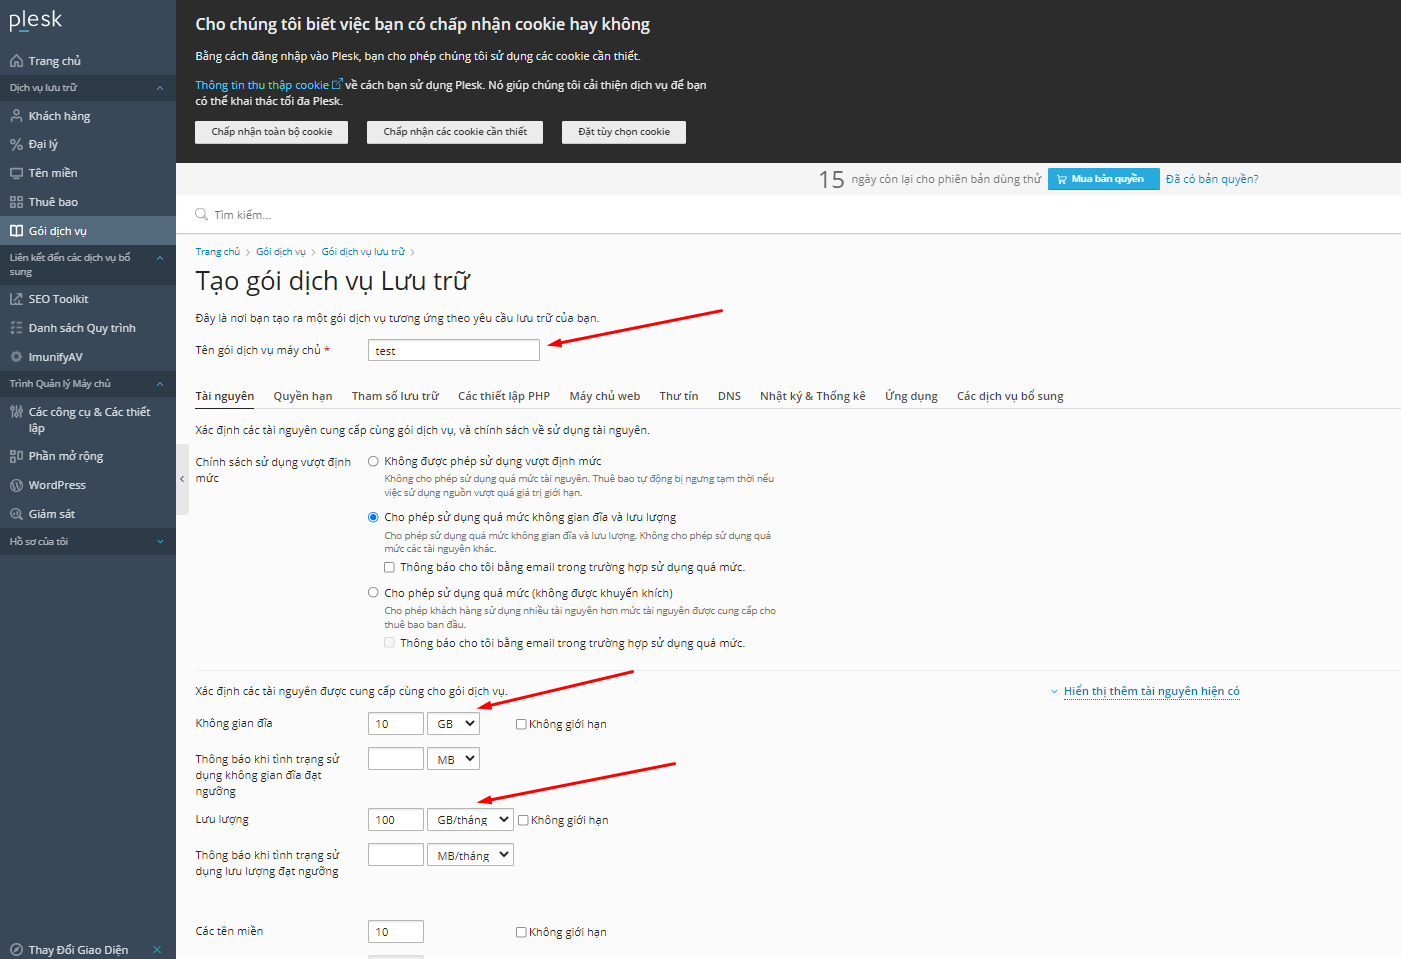 plesk
Trang chủ
Dịch vụ lưu trữ
Khách hàng
Đại lý
Tên miền
Thuê bao
Gói dịch vụ
Liên kết đến các dịch vụ bổ
sung
SEO Toolkit
Danh sách Quy trình
ImunifyAV
Trình Quản lý Máy chủ
Các công cụ & Các thiết
lập
Phần mở rộng
WordPress
Giám sát
Hồ sơ của tôi
Thay Đổi Giao Diện
Cho chúng tôi biết việc bạn có chấp nhận cookie hay không
Bằng cách đăng nhập vào Plesk, bạn cho phép chúng tôi sử dụng các cookie cần thiết.
Thông tin thu thập cookie về cách bạn sử dụng Plesk. Nó giúp chúng tôi cải thiện dịch vụ để bạn
có thể khai thác tối đa Plesk.
Chấp nhận toàn bộ cookie
Chấp nhận các cookie cần thiết
Đặt tùy chọn cookie
15 ngày còn lại cho phiên bản dùng thử
Mua bản quyền
Đã có bản quyền?
Tìm kiếm...
Trang chủ > Gói dịch vụ > Gói dịch vụ lưu trữ >
Tạo gói dịch vụ Lưu trữ
Đây là nơi bạn tạo ra một gói dịch vụ tương ứng theo yêu cầu lưu trữ của bạn.
Tên gói dịch vụ máy chủ * test
Tài nguyên Quyền hạn Tham số lưu trữ Các thiết lập PHP Máy chủ web Thư tín DNS Nhật ký & Thống kê Ứng dụng Các dịch vụ bổ sung
Xác định các tài nguyên cung cấp cùng gói dịch vụ, và chính sách về sử dụng tài nguyên.
Chính sách sử dụng vượt định
mức
Không được phép sử dụng vượt định mức
Không cho phép sử dụng quá mức tài nguyên. Thuê bao tự động bị ngưng tạm thời nếu
việc sử dụng nguồn vượt quá giá trị giới hạn.
Cho phép sử dụng quá mức không gian đĩa và lưu lượng
Cho phép sử dụng quá mức không gian đĩa và lưu lượng. Không cho phép sử dụng quá
mức các tài nguyên khác.
Thông báo cho tôi bằng email trong trường hợp sử dụng quá mức.
Cho phép sử dụng quá mức (không được khuyến khích)
Cho phép khách hàng sử dụng nhiều tài nguyên hơn mức tài nguyên được cung cấp cho
thuê bao ban đầu.
Thông báo cho tôi bằng email trong trường hợp sử dụng quá mức.
Xác định các tài nguyên được cung cấp cùng cho gói dịch vụ.
Hiển thị thêm tài nguyên hiện có
Không gian đĩa 10 GB Không giới hạn
Thông báo khi tình trạng sử
dụng không gian đĩa đạt
ngưỡng
MB
Lưu lượng 100 GB/tháng Không giới hạn
Thông báo khi tình trạng sử
dụng lưu lượng đạt ngưỡng
MB/tháng
Các tên miền 10 Không giới hạn